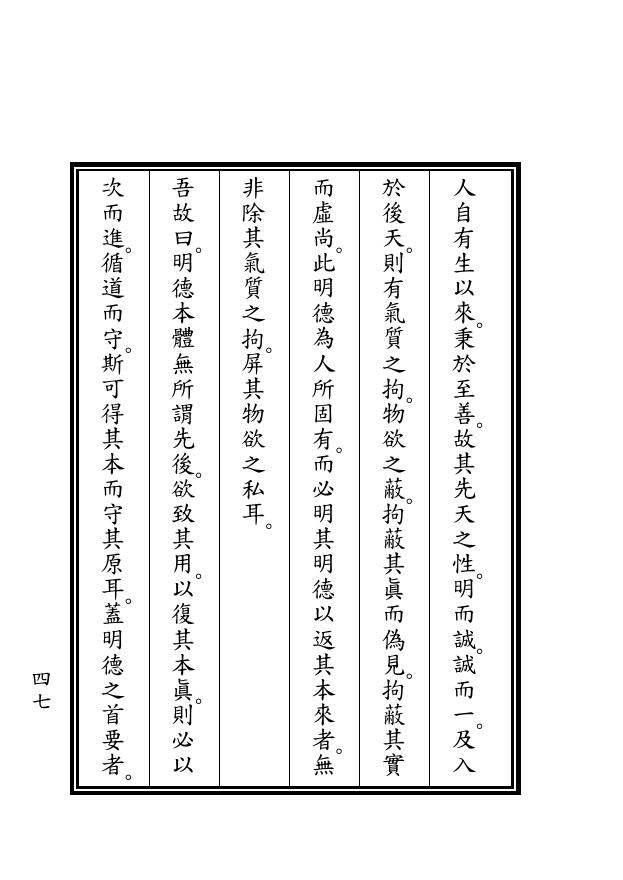 人自有生以來。秉於至善。故其先天之性。明而誠。誠而一。及入
於後天。則有氣質之拘。物欲之蔽。拘蔽其眞而偽見。拘蔽其實
而虛尚。此明德為人所固有。而必明其明德以返其本來者。無
非除其氣質之拘。屏其物欲之私耳。
吾故曰。明德本體無所謂先後。欲致其用。以復其本眞。則必以
次而進。循道而守。斯可得其本而守其原耳。蓋明德之首要者。
四七